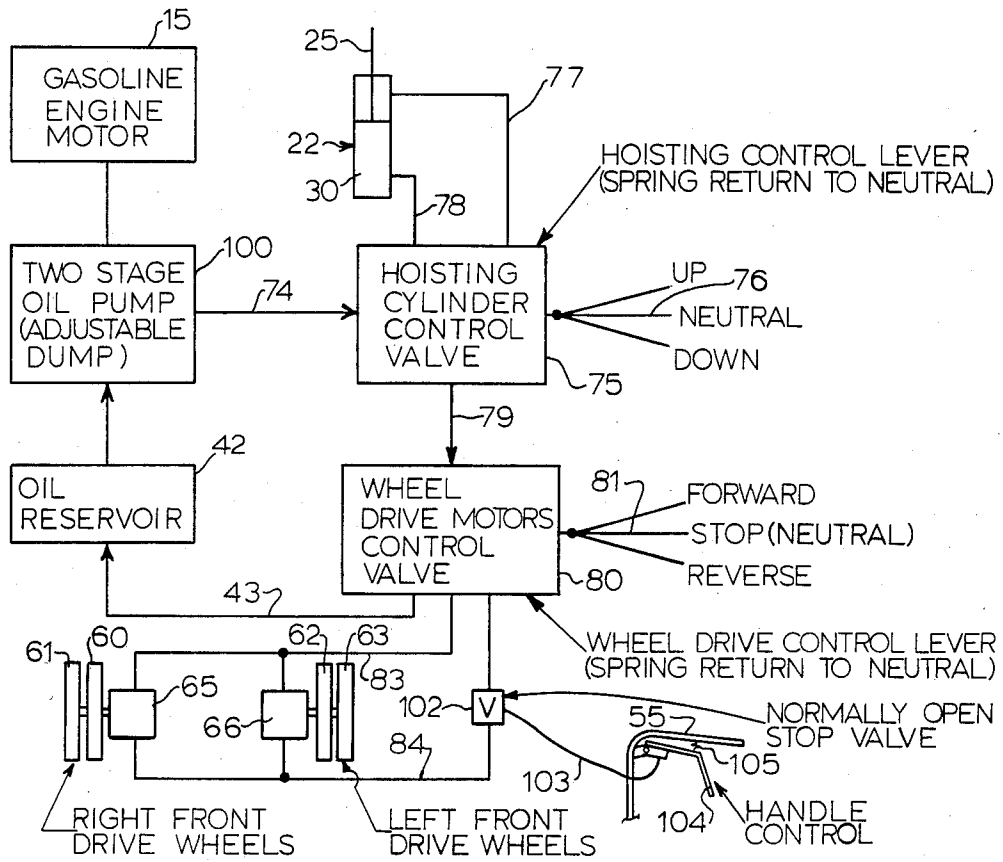 15
GASOLINE
ENGINE
MOTOR
25
77
22
30
78
HOISTING CONTROL LEVER
(SPRING RETURN TO NEUTRAL)
100
TWO STAGE
OIL PUMP
(ADJUSTABLE
DUMP)
74
HOISTING
CYLINDER
CONTROL
VALVE
UP
76
NEUTRAL
DOWN
75
79
42
OIL
RESERVOIR
WHEEL
DRIVE MOTORS
CONTROL
VALVE
81
FORWARD
STOP (NEUTRAL)
REVERSE
80
43
WHEEL DRIVE CONTROL LEVER
(SPRING RETURN TO NEUTRAL)
61
60
62
63
83
65
66
102
V
NORMALLY OPEN
STOP VALVE
55
105
84
103
104
HANDLE
CONTROL
RIGHT FRONT
DRIVE WHEELS
LEFT FRONT
DRIVE WHEELS